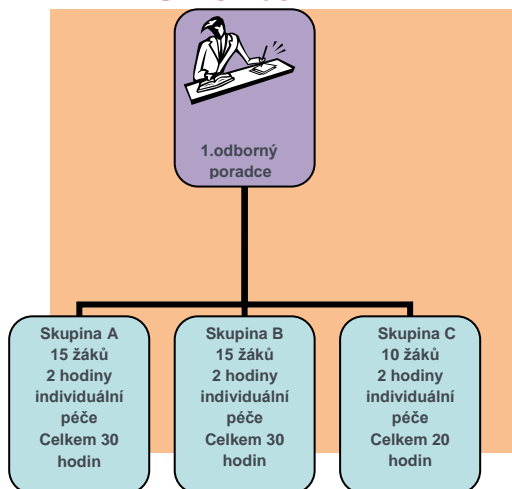 1.odborný
poradce
Skupina A
15 žáků
2 hodiny
individuální
péče
Celkem 30
hodin
Skupina B
15 žáků
2 hodiny
individuální
péče
Celkem 30
hodin
Skupina C
10 žáků
2 hodiny
individuální
péče
Celkem 20
hodin